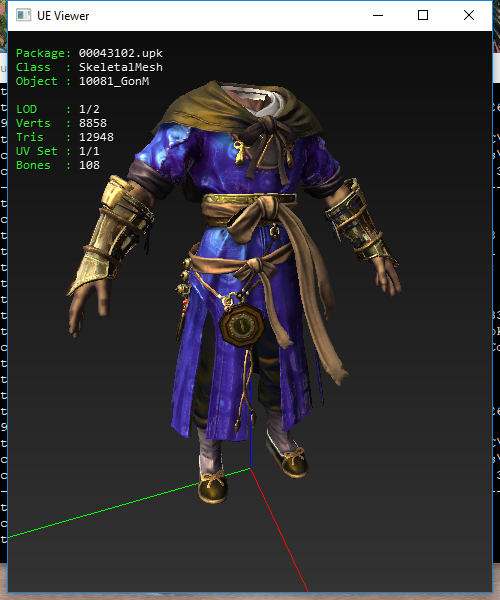 UE Viewer
Package: 00043102.upk
Class : SkeletalMesh
Object : 10081_GonM
LOD : 1/2
Verts : 8858
Tris : 12948
UV Set : 1/1
Bones : 108